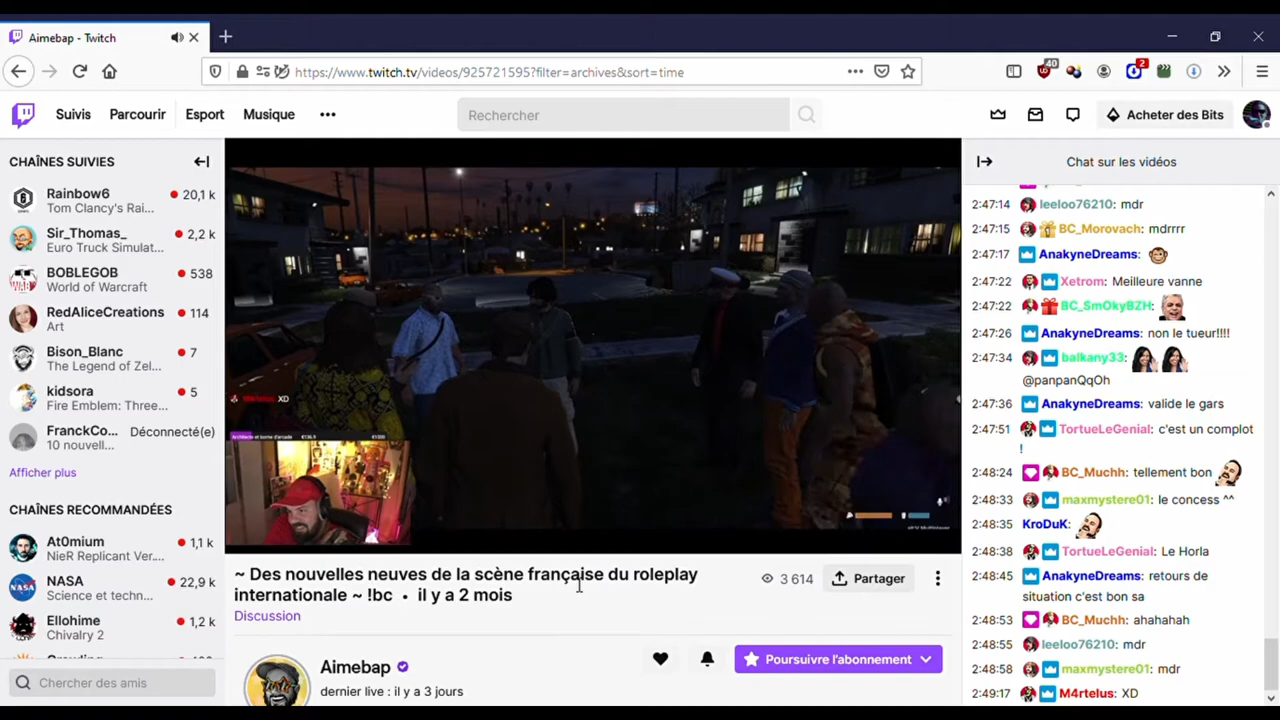 Aimebap - Twitch
https://www.twitch.tv/videos/925721595?filter=archives&sort=time
40
2
Suivis
Parcourir
Esport
Musique
Rechercher
Acheter des Bits
CHAÎNES SUIVIES
Rainbow6
20,1 k
Tom Clancy's Rai...
Sir_Thomas_
2,2 k
Euro Truck Simulat...
BOBLEGOB
538
World of Warcraft
RedAliceCreations
114
Art
Bison_Blanc
7
The Legend of Zel...
kidsora
5
Fire Emblem: Three...
FranckCo...
Déconnecté(e)
10 nouvell...
Afficher plus
CHAÎNES RECOMMANDÉES
At0mium
1,1 k
NieR Replicant Ver...
NASA
22,9 k
Science et techn...
Ellohime
1,2 k
Chivalry 2
Chercher des amis
M4rtelus XD
~ Des nouvelles neuves de la scène française du roleplay
internationale ~ !bc • il y a 2 mois
3 614
Partager
Discussion
Aimebap
dernier live : il y a 3 jours
Poursuivre l'abonnement
Chat sur les vidéos
2:47:14 leeloo76210: mdr
2:47:15 BC_Morovach: mdrrrr
2:47:17 AnakyneDreams:
2:47:22 Xetrom: Meilleure vanne
2:47:22 BC_SmOkyBZH:
2:47:26 AnakyneDreams: non le tueur!!!!
2:47:34 balkany33:
@panpanQqOh
2:47:36 AnakyneDreams: valide le gars
2:47:51 TortueLeGenial: c'est un complot
!
2:48:24 BC_Muchh: tellement bon
2:48:33 maxmystere01: le concess ^^
2:48:35 KroDuK:
2:48:38 TortueLeGenial: Le Horla
2:48:45 AnakyneDreams: retours de
situation c'est bon sa
2:48:53 BC_Muchh: ahahahah
2:48:55 leeloo76210: mdr
2:48:58 maxmystere01: mdr
2:49:17 M4rtelus: XD